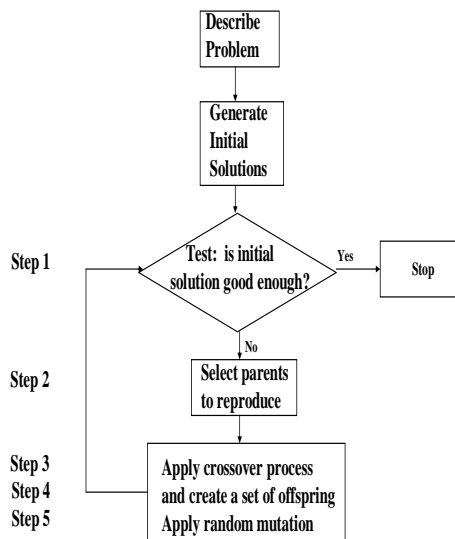 Describe
Problem
Generate
Initial
Solutions
Step 1
Test: is initial
solution good enough?
Yes
Stop
No
Step 2
Select parents
to reproduce
Step 3
Step 4
Step 5
Apply crossover process
and create a set of offspring
Apply random mutation